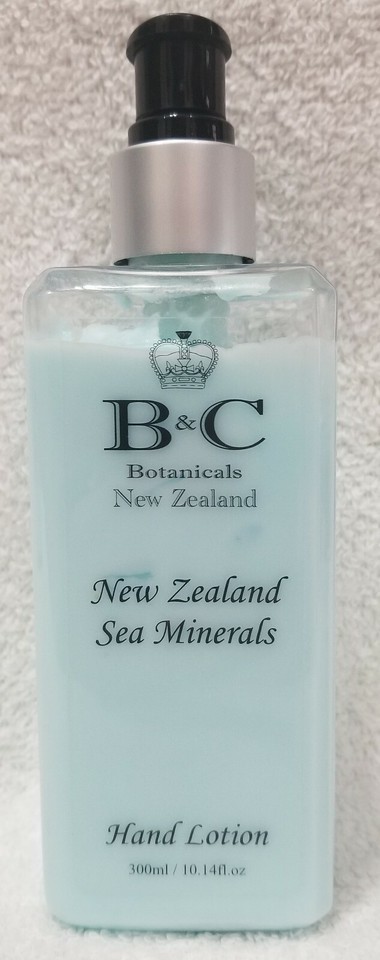 B&C
Botanicals
New Zealand
New Zealand
Sea Minerals
Hand Lotion
300ml / 10.14fl.oz